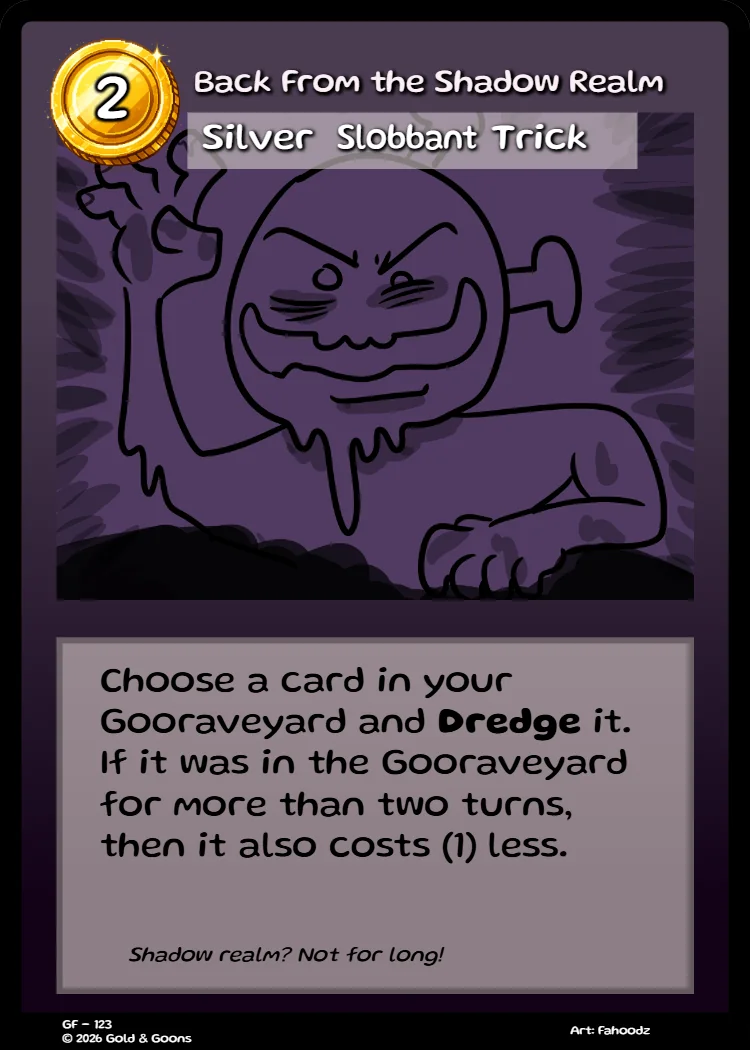 2
Back From the Shadow Realm
Silver Slobbant Trick
Choose a card in your
Gooraveyard and Dredge it.
If it was in the Gooraveyard
for more than two turns,
then it also costs (1) less.
Shadow realm? Not for long!
GF - 123
© 2026 Gold & Goons
Art: Fahoodz